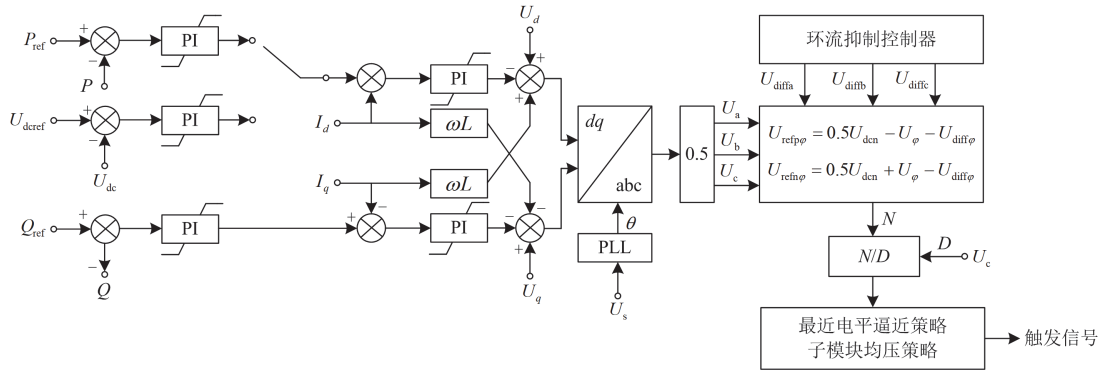 P_ref
+
−
P
PI
U_dcref
+
−
U_dc
PI
Q_ref
+
−
Q
PI
I_d
I_q
+
−
PI
ωL
ωL
PI
U_d
−
+
+
−
−
+
U_q
dq
abc
θ
PLL
U_s
0.5
U_a
U_b
U_c
环流抑制控制器
U_diffa
U_diffb
U_diffc
U_refpφ = 0.5U_dcn − U_φ − U_diffφ
U_refnφ = 0.5U_dcn + U_φ − U_diffφ
N
N/D
D
U_c
最近电平逼近策略
子模块均压策略
触发信号